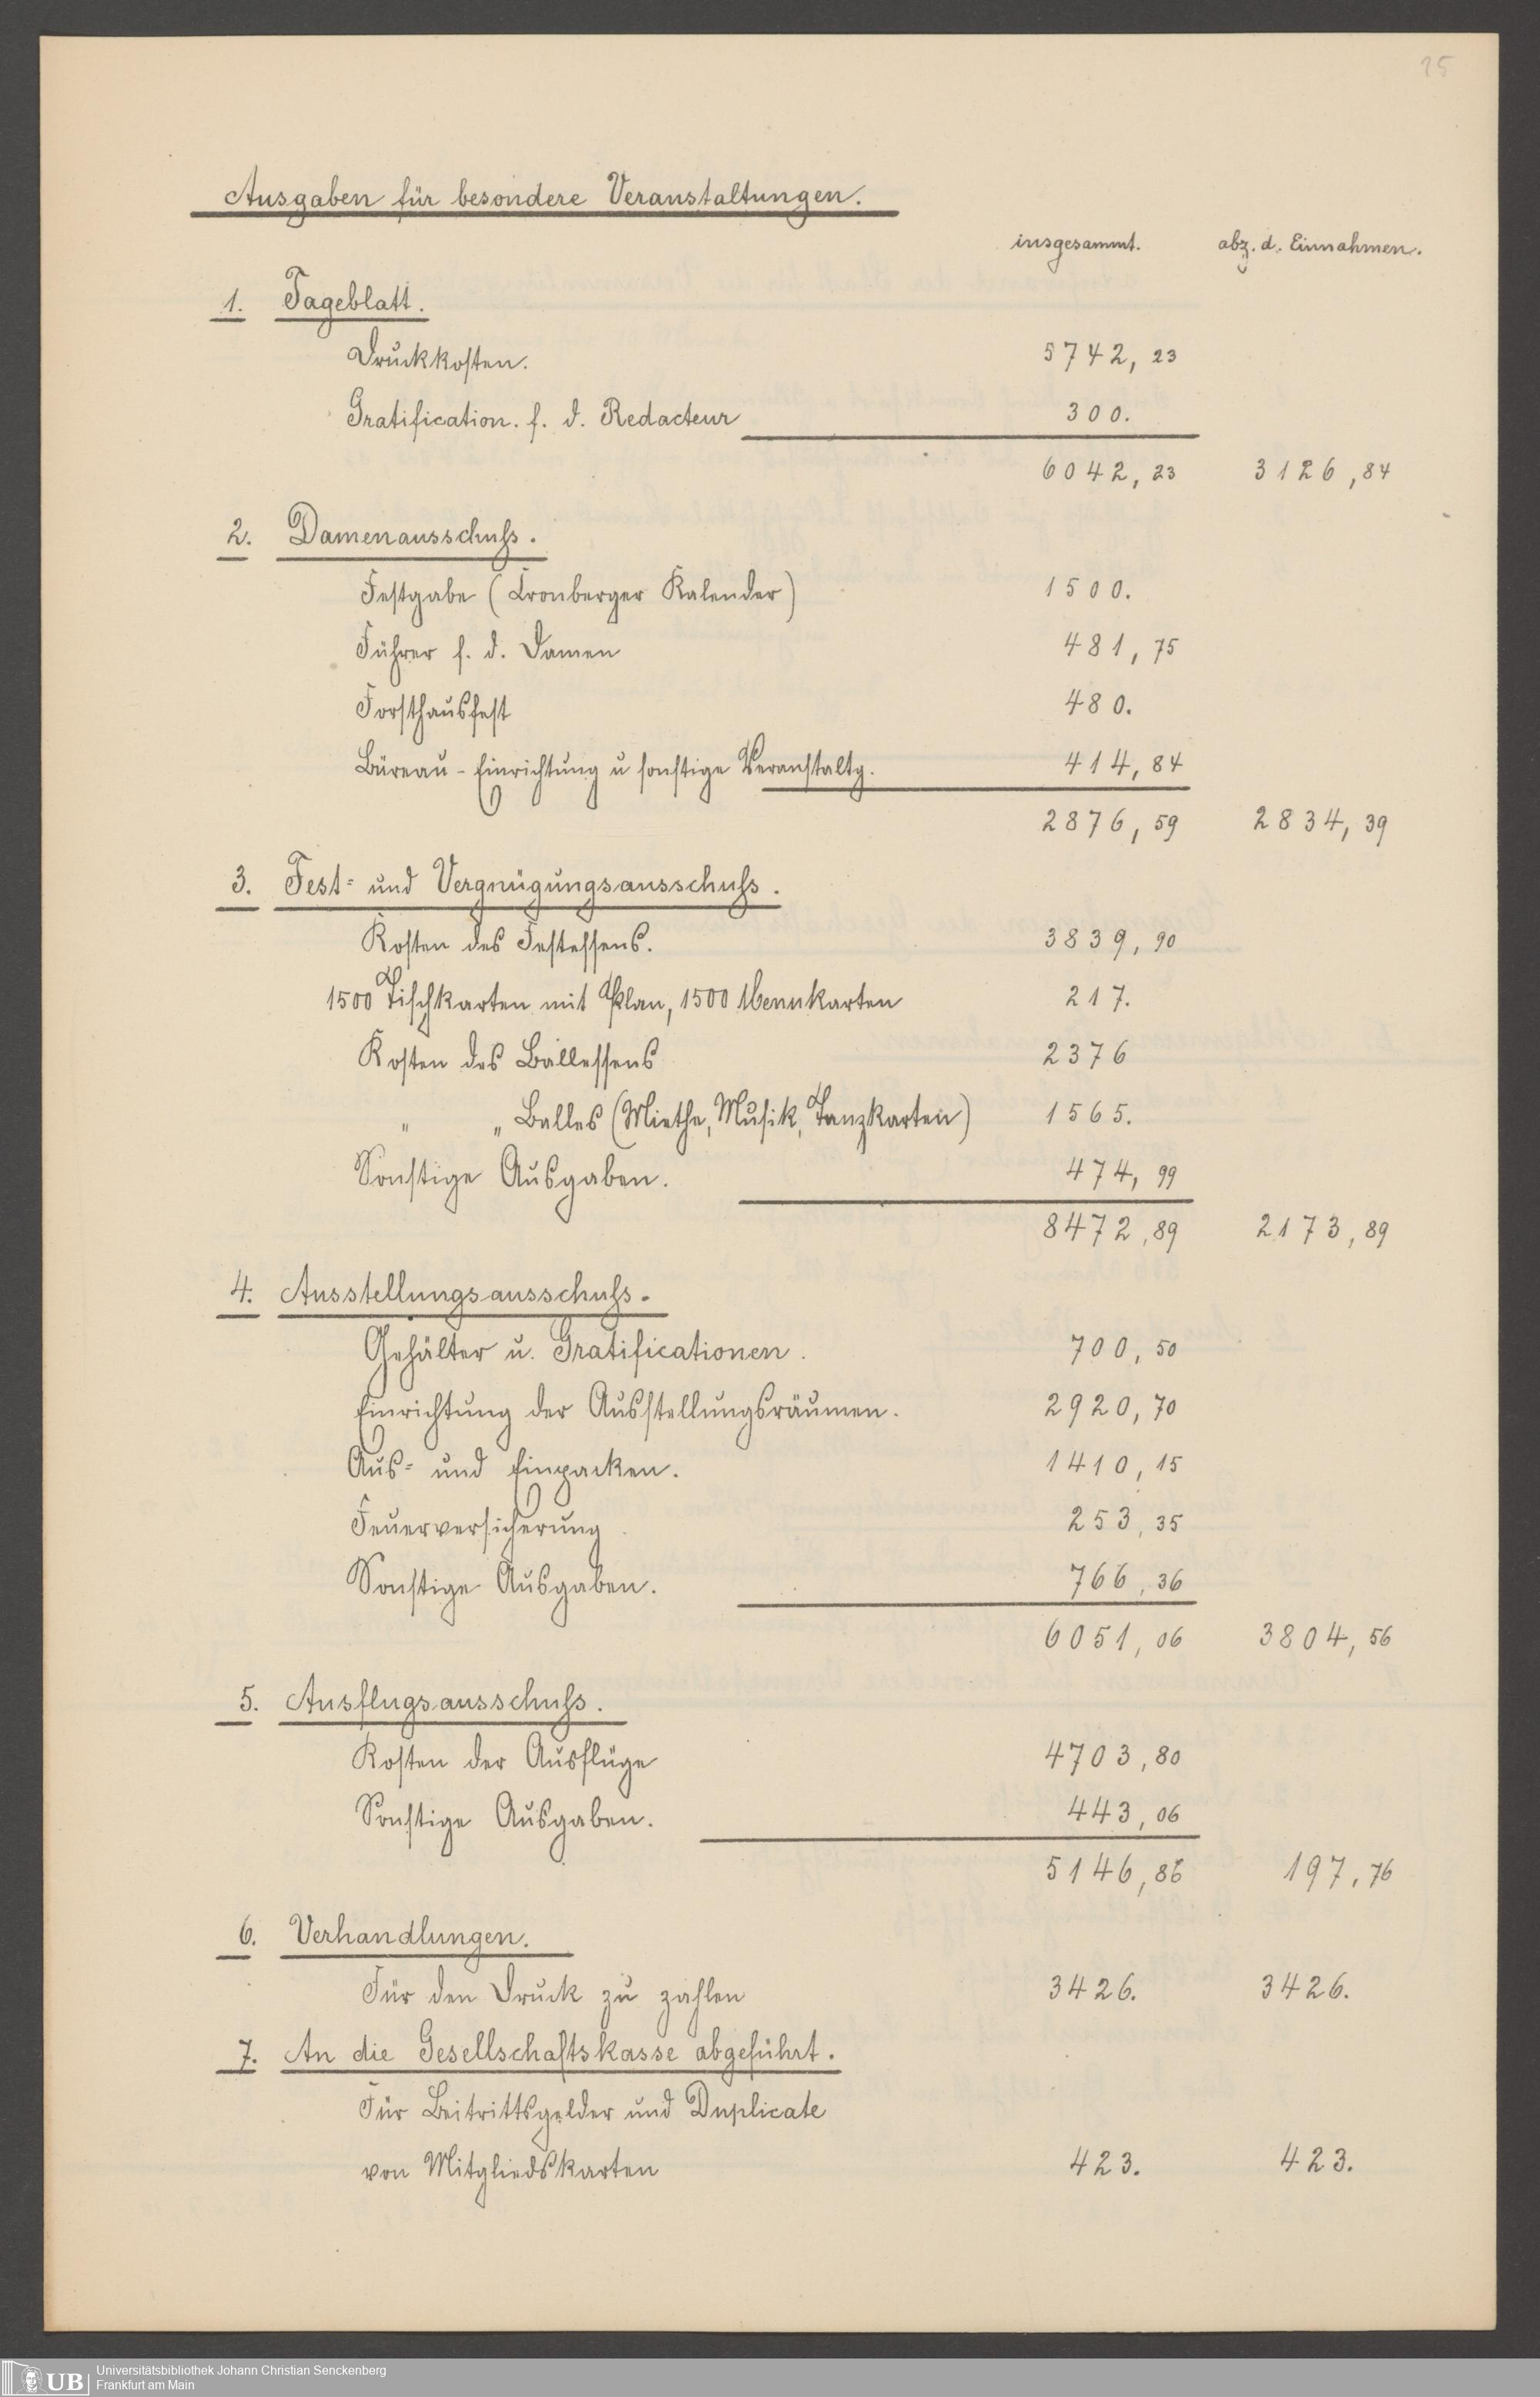 25
Ausgaben für besondere Veranstaltungen.
insgesammt. abz. d. Einnahmen.
1. Tageblatt.
Druckkosten. 5742,23
Gratification. f. d. Redacteur 300.
6042,23 3126,84
2. Damenausschuss.
Festgabe (Cronberger Kalender) 1500.
Führer f. d. Damen 481,75
Forsthausfest 480.
Büreau-Einrichtung u sonstige Veranstaltg. 414,84
2876,59 2834,39
3. Fest- und Vergnügungsausschuss.
Kosten des Festessens. 3839,90
1500 Tischkarten mit Plan, 1500 Menukarten 217.
Kosten des Ballessens 2376
" " Balles (Miethe, Musik, Tanzkarten) 1565.
Sonstige Ausgaben. 474,99
8472,89 2173,89
4. Ausstellungsausschuss.
Gehälter u. Gratificationen. 700,50
Einrichtung der Ausstellungsräumen. 2920,70
Aus- und Einpacken. 1410,15
Feuerversicherung 253,35
Sonstige Ausgaben. 766,36
6051,06 3804,56
5. Ausflugsausschuss.
Kosten der Ausflüge 4703,80
Sonstige Ausgaben. 443,06
5146,86 197,76
6. Verhandlungen.
Für den Druck zu zahlen 3426. 3426.
7. An die Gesellschaftskasse abgeführt.
Für Beitrittsgelder und Duplicate
von Mitgliedskarten 423. 423.
UB Universitätsbibliothek Johann Christian Senckenberg
Frankfurt am Main